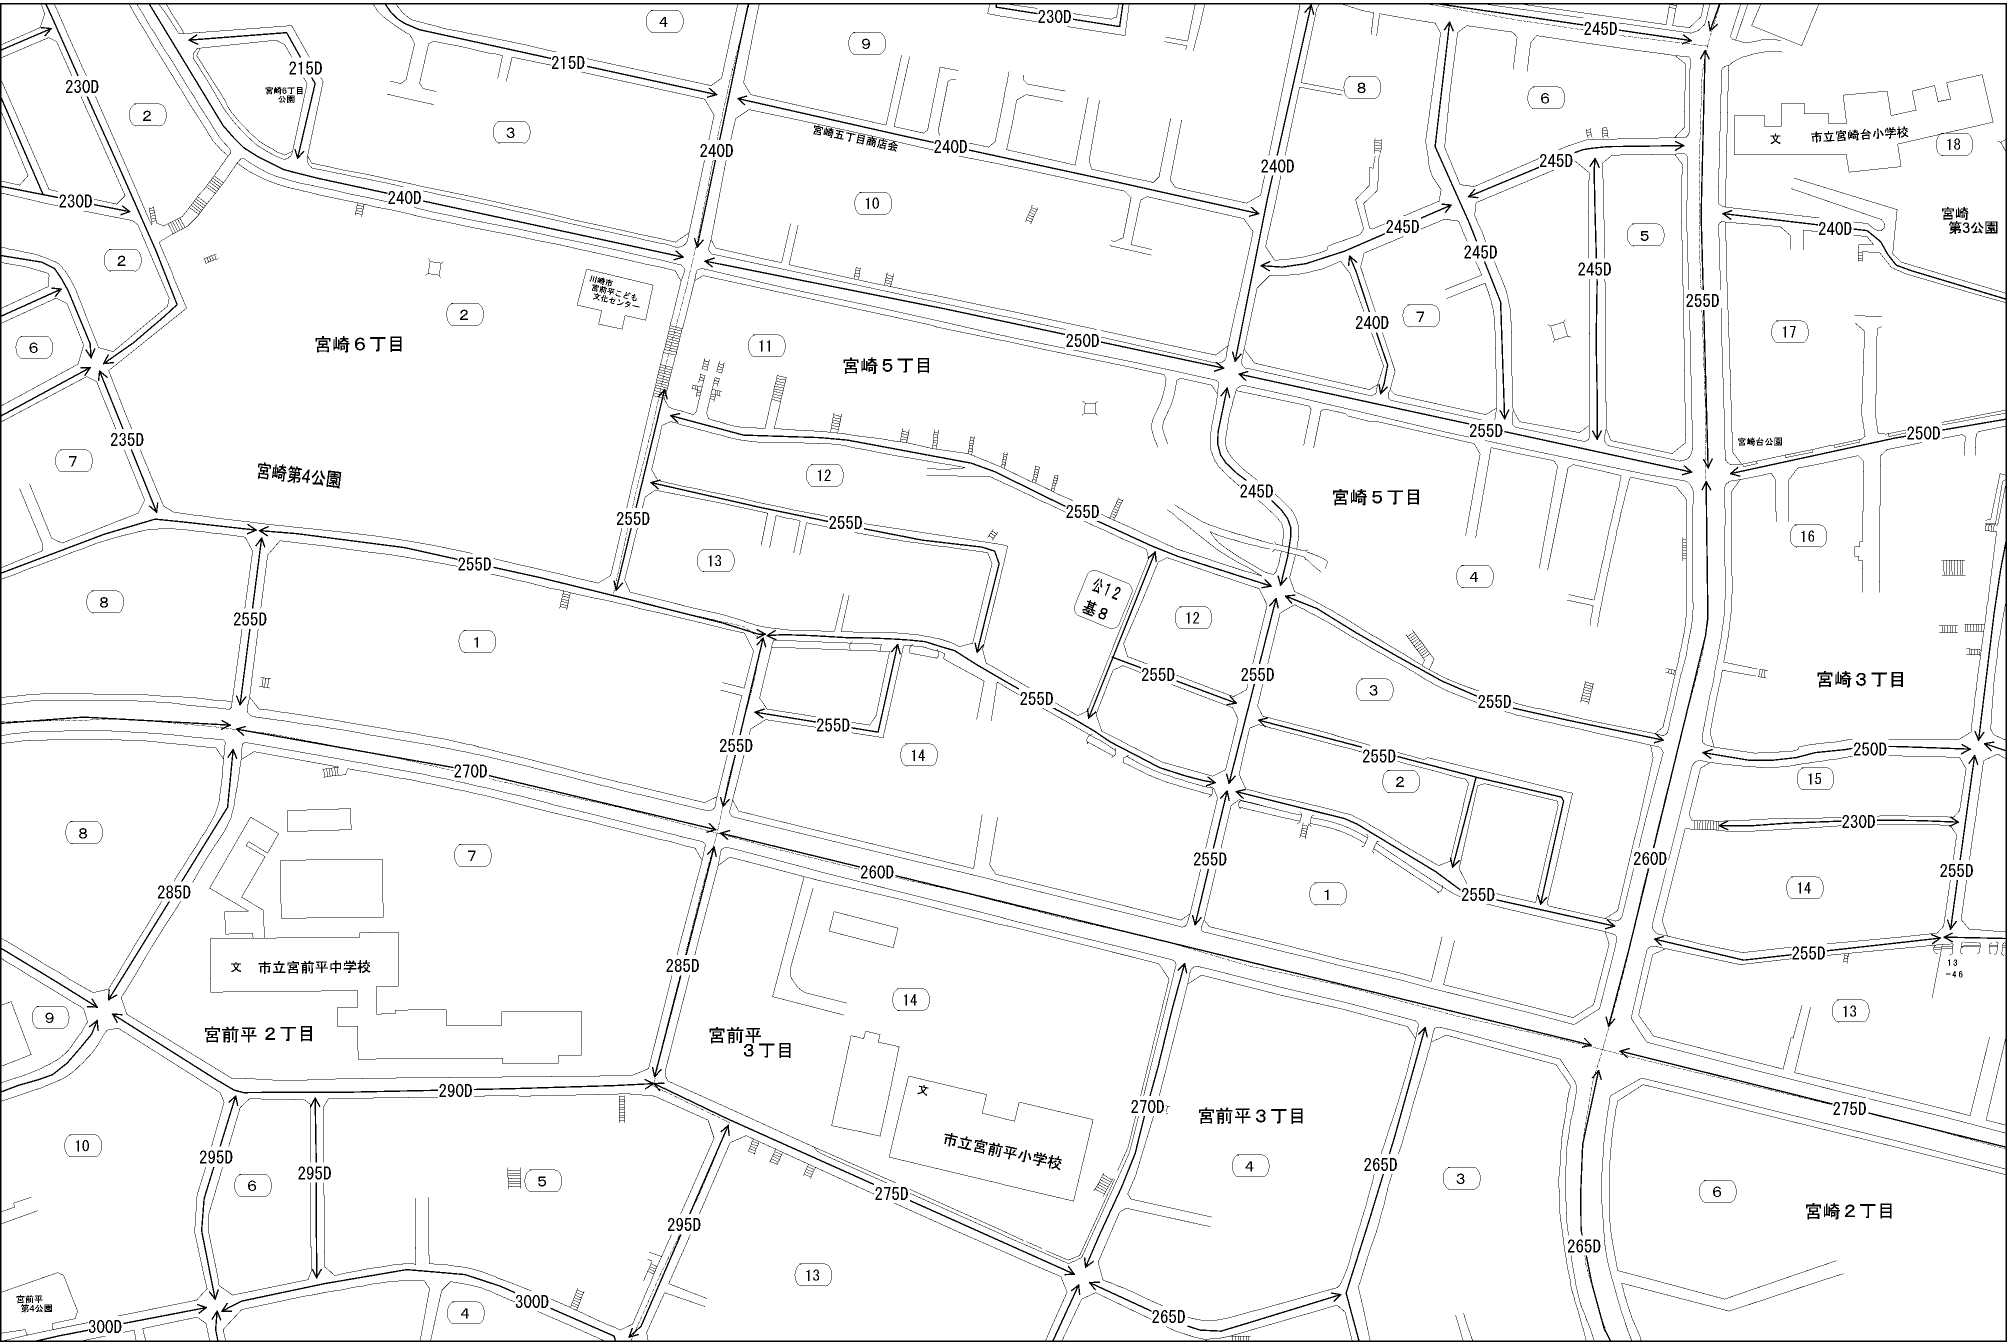 4
230D
245D
9
215D
215D
230D
宮崎6丁目
公園
8
6
2
3
宮崎五丁目商店会
240D
240D
240D
245D
文
市立宮崎台小学校
18
230D
240D
10
245D
5
240D
宮崎
第3公園
2
245D
245D
川崎市
宮前平こども
文化センター
2
255D
6
宮崎６丁目
11
250D
240D
7
17
宮崎５丁目
235D
255D
宮崎台公園
250D
7
宮崎第4公園
12
245D
宮崎５丁目
255D
255D
255D
16
255D
13
4
8
公12
基8
12
255D
1
255D
255D
255D
3
宮崎３丁目
255D
255D
255D
255D
14
255D
250D
270D
2
15
8
230D
7
260D
255D
260D
255D
285D
1
255D
14
文
市立宮前平中学校
285D
255D
13
-46
9
14
13
宮前平２丁目
宮前平
３丁目
290D
文
270D
宮前平３丁目
275D
10
市立宮前平小学校
295D
295D
6
5
275D
4
265D
3
6
宮崎２丁目
295D
265D
13
宮前平
第4公園
300D
4
300D
265D